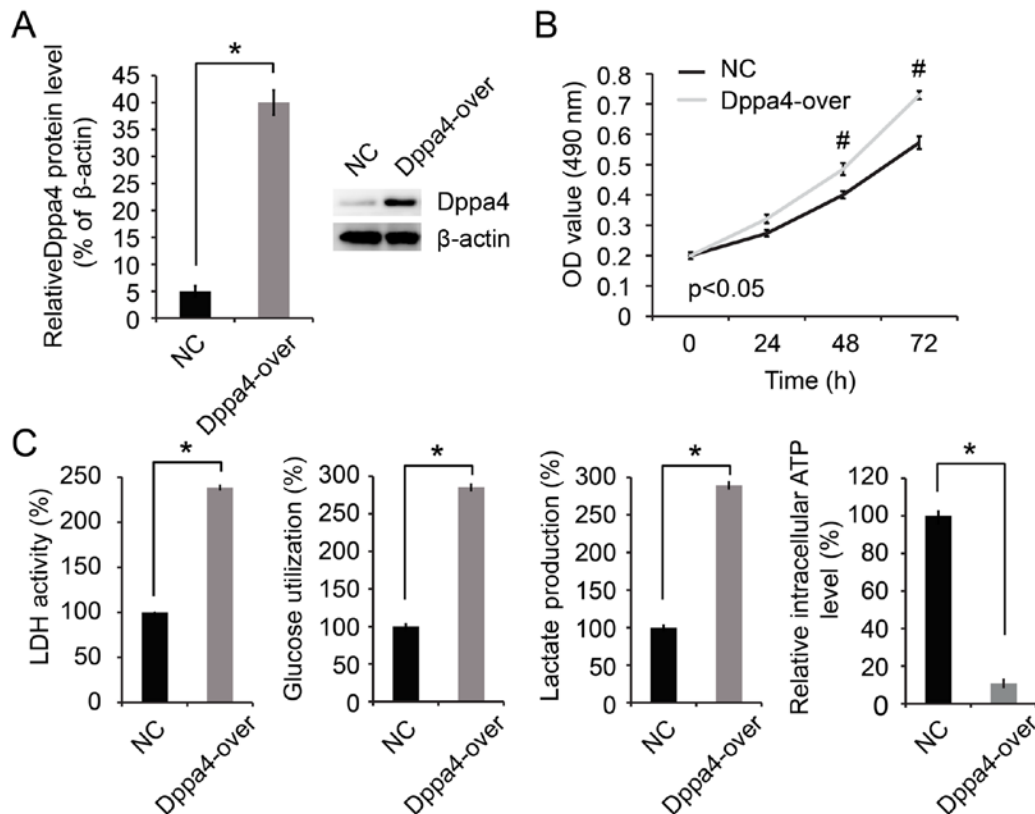 A
RelativeDppa4 protein level
(% of β-actin)
45
40
35
30
25
20
15
10
5
0
*
NC
Dppa4-over
NC
Dppa4-over
Dppa4
β-actin
B
OD value (490 nm)
0.8
0.7
0.6
0.5
0.4
0.3
0.2
0.1
0
NC
Dppa4-over
#
#
p<0.05
0 24 48 72
Time (h)
C
LDH activity (%)
250
200
150
100
50
0
*
NC
Dppa4-over
Glucose utilization (%)
300
250
200
150
100
50
0
*
NC
Dppa4-over
Lactate production (%)
300
250
200
150
100
50
0
*
NC
Dppa4-over
Relative intracellular ATP
level (%)
120
100
80
60
40
20
0
*
NC
Dppa4-over